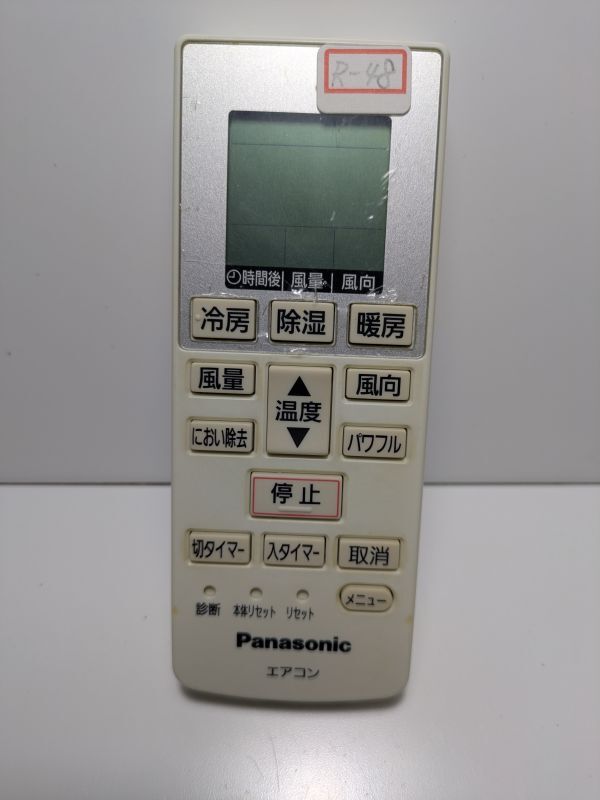 R-48
時間後 風量 風向
冷房 除湿 暖房
風量 ▲ 温度 ▼ 風向
におい除去 パワフル
停止
切タイマー 入タイマー 取消
診断 本体リセット リセット メニュー
Panasonic
エアコン